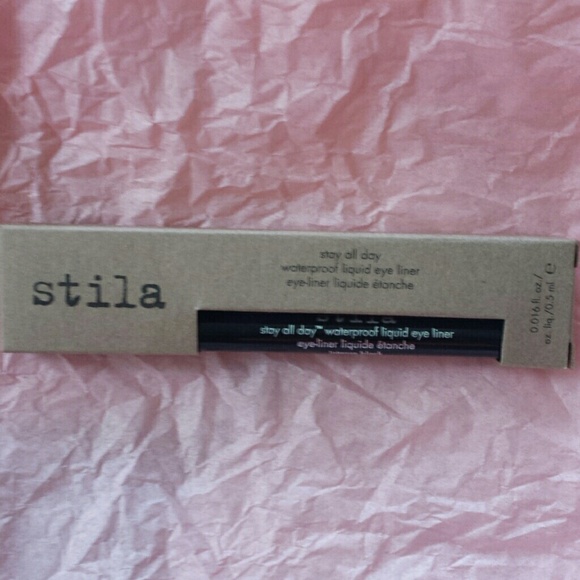 stila
stay all day
waterproof liquid eye liner
eye-liner liquide étanche
stay all day™ waterproof liquid eye liner
eye-liner liquide étanche
0.016 fl. oz./
oz. liq./0.5 ml. e